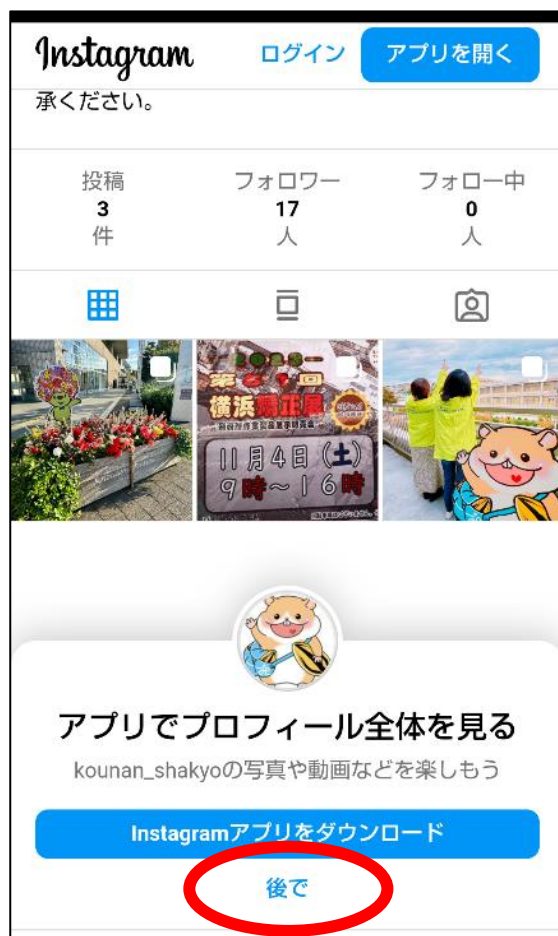 Instagram
ログイン
アプリを開く
承ください。
投稿
3
件
フォロワー
17
人
フォロー中
0
人
横浜矯正展
11月4日(土)
9時～16時
アプリでプロフィール全体を見る
kounan_shakyoの写真や動画などを楽しもう
Instagramアプリをダウンロード
後で